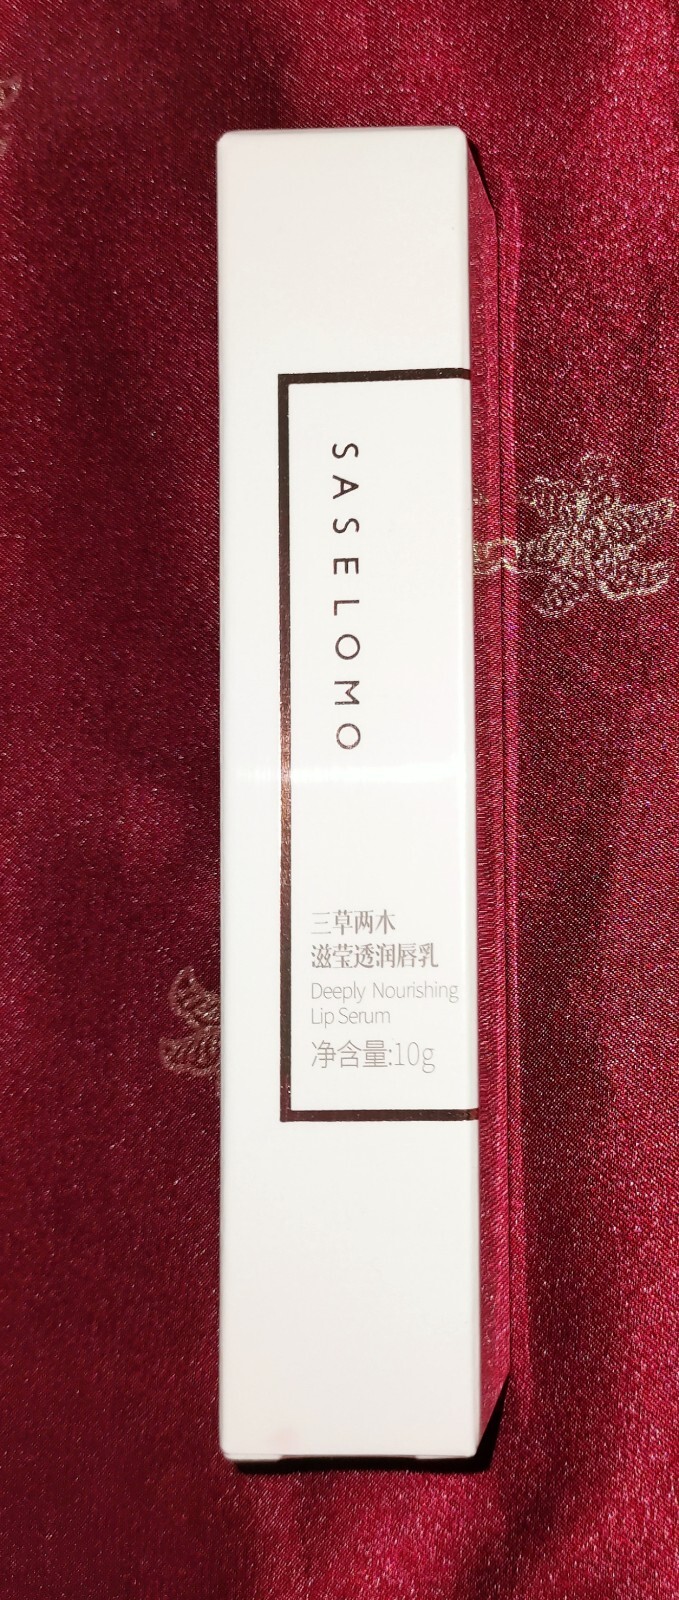 SASELOMO
三草两木
滋莹透润唇乳
Deeply Nourishing
Lip Serum
净含量:10g